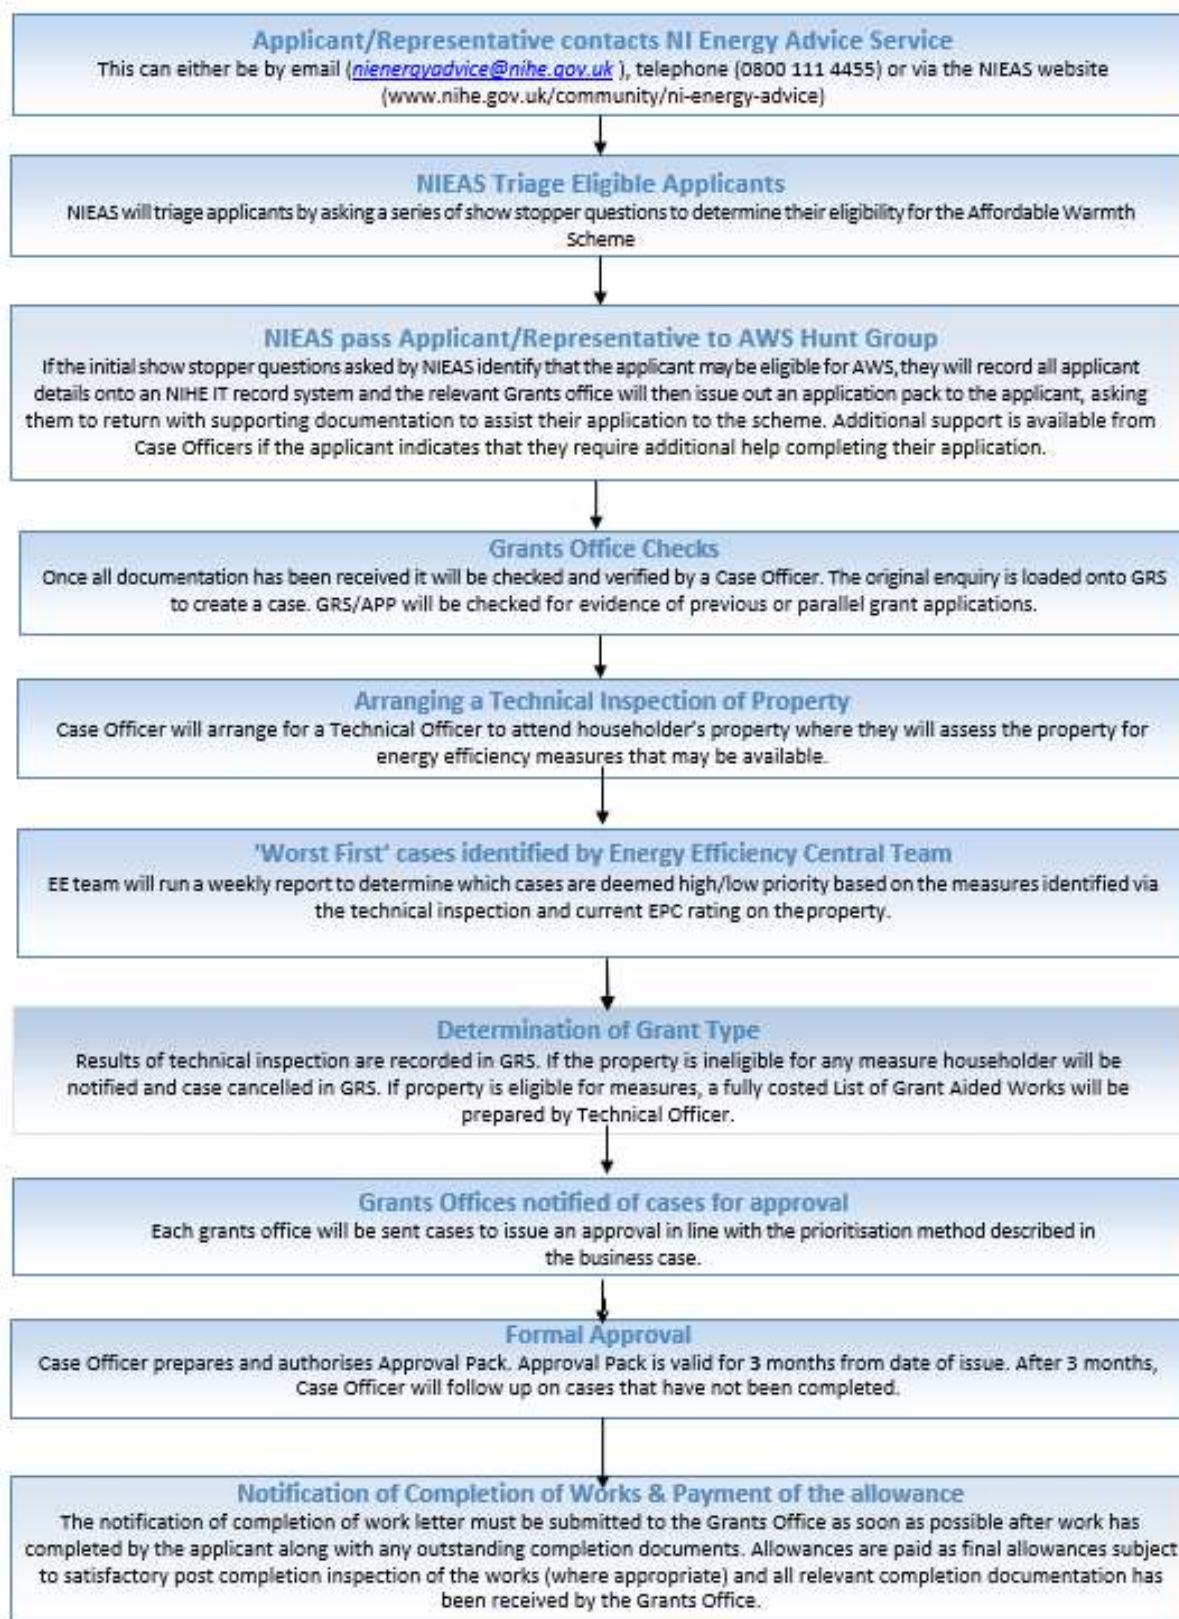 Applicant/Representative contacts NI Energy Advice Service
This can either be by email (nienergyadvice@nihe.gov.uk ), telephone (0800 111 4455) or via the NIEAS website
(www.nihe.gov.uk/community/ni-energy-advice)
NIEAS Triage Eligible Applicants
NIEAS will triage applicants by asking a series of show stopper questions to determine their eligibility for the Affordable Warmth
Scheme
NIEAS pass Applicant/Representative to AWS Hunt Group
If the initial show stopper questions asked by NIEAS identify that the applicant may be eligible for AWS, they will record all applicant
details onto an NIHE IT record system and the relevant Grants office will then issue out an application pack to the applicant, asking
them to return with supporting documentation to assist their application to the scheme. Additional support is available from
Case Officers if the applicant indicates that they require additional help completing their application.
Grants Office Checks
Once all documentation has been received it will be checked and verified by a Case Officer. The original enquiry is loaded onto GRS
to create a case. GRS/APP will be checked for evidence of previous or parallel grant applications.
Arranging a Technical Inspection of Property
Case Officer will arrange for a Technical Officer to attend householder's property where they will assess the property for
energy efficiency measures that may be available.
'Worst First' cases identified by Energy Efficiency Central Team
EE team will run a weekly report to determine which cases are deemed high/low priority based on the measures identified via
the technical inspection and current EPC rating on the property.
Determination of Grant Type
Results of technical inspection are recorded in GRS. If the property is ineligible for any measure householder will be
notified and case cancelled in GRS. If property is eligible for measures, a fully costed List of Grant Aided Works will be
prepared by Technical Officer.
Grants Offices notified of cases for approval
Each grants office will be sent cases to issue an approval in line with the prioritisation method described in
the business case.
Formal Approval
Case Officer prepares and authorises Approval Pack. Approval Pack is valid for 3 months from date of issue. After 3 months,
Case Officer will follow up on cases that have not been completed.
Notification of Completion of Works & Payment of the allowance
The notification of completion of work letter must be submitted to the Grants Office as soon as possible after work has
completed by the applicant along with any outstanding completion documents. Allowances are paid as final allowances subject
to satisfactory post completion inspection of the works (where appropriate) and all relevant completion documentation has
been received by the Grants Office.